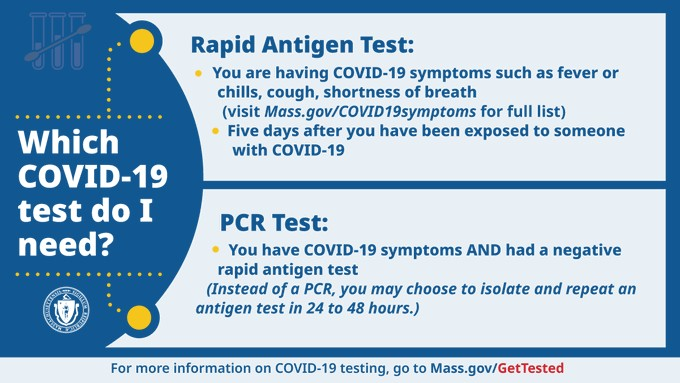 Which
COVID-19
test do I
need?
Rapid Antigen Test:
• You are having COVID-19 symptoms such as fever or
chills, cough, shortness of breath
(visit Mass.gov/COVID19symptoms for full list)
• Five days after you have been exposed to someone
with COVID-19
PCR Test:
• You have COVID-19 symptoms AND had a negative
rapid antigen test
(Instead of a PCR, you may choose to isolate and repeat an
antigen test in 24 to 48 hours.)
For more information on COVID-19 testing, go to Mass.gov/GetTested